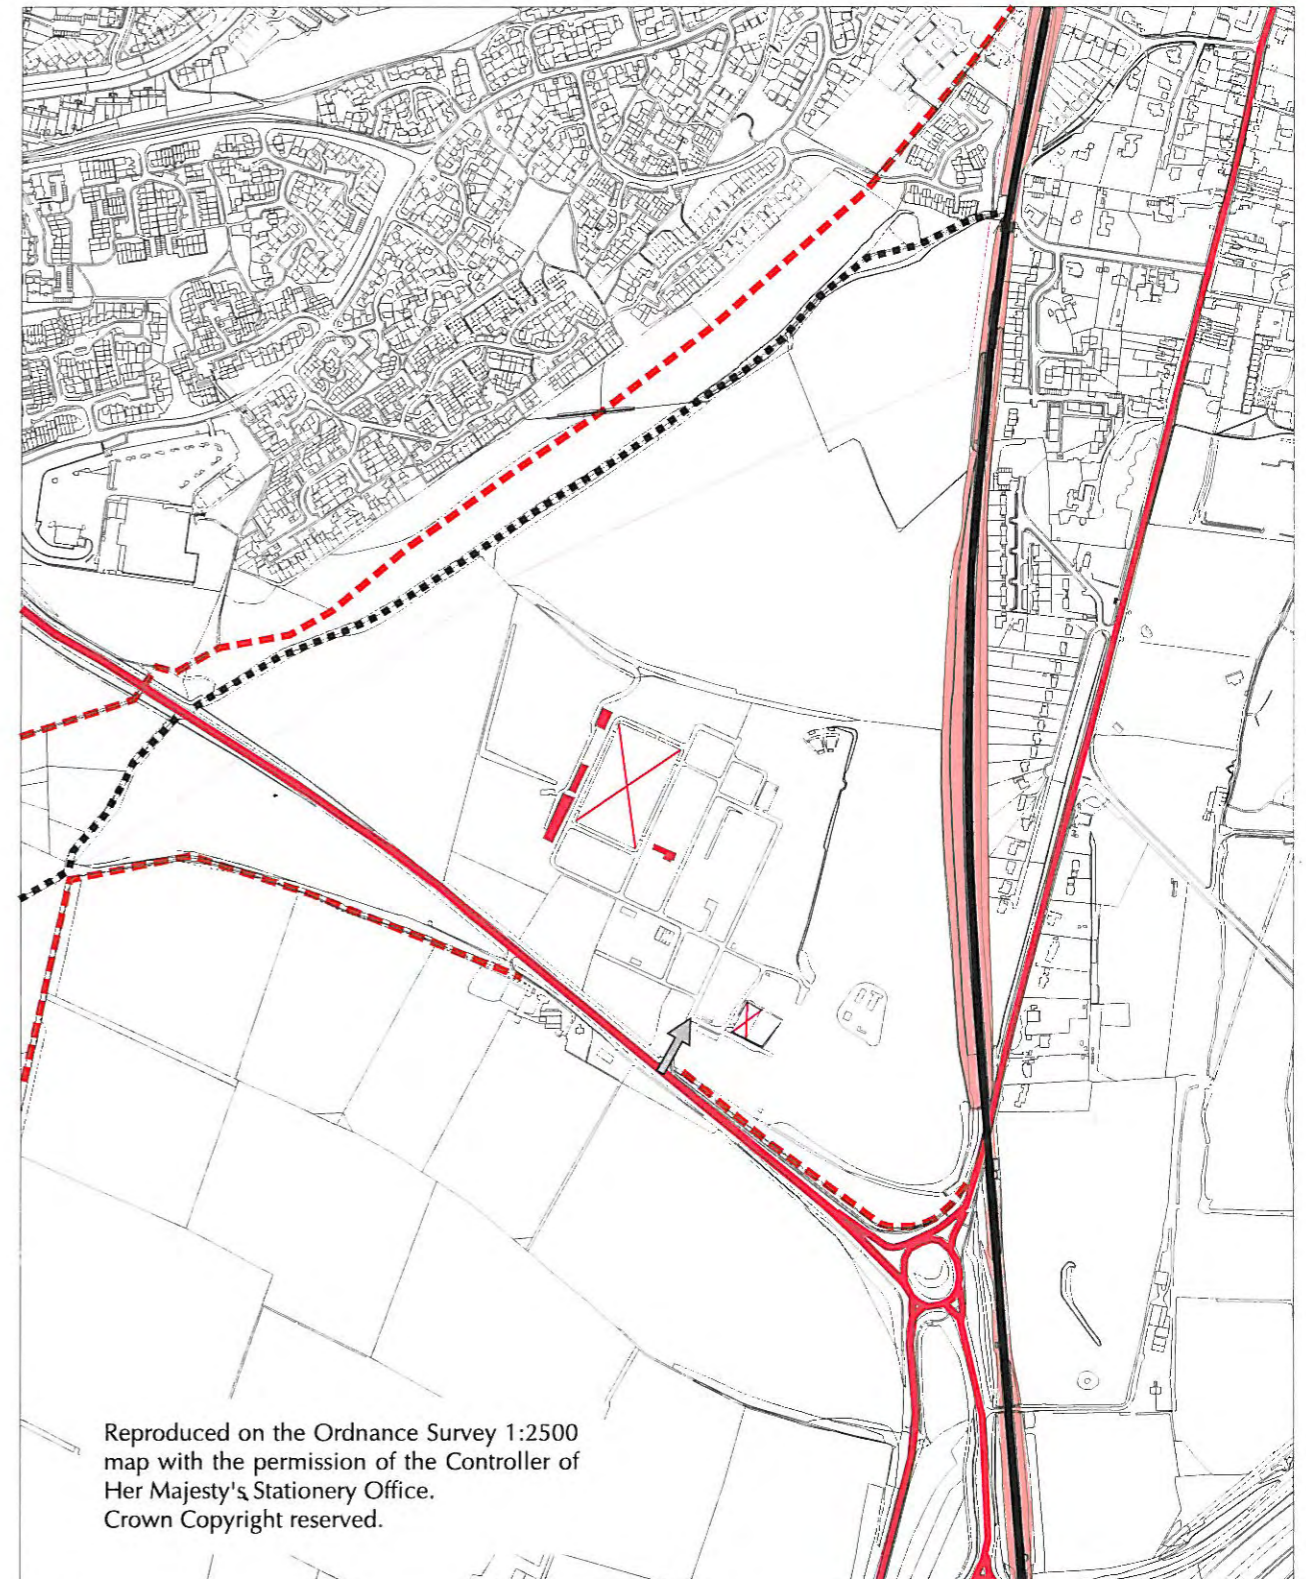 Reproduced on the Ordnance Survey 1:2500
map with the permission of the Controller of
Her Majesty's Stationery Office.
Crown Copyright reserved.